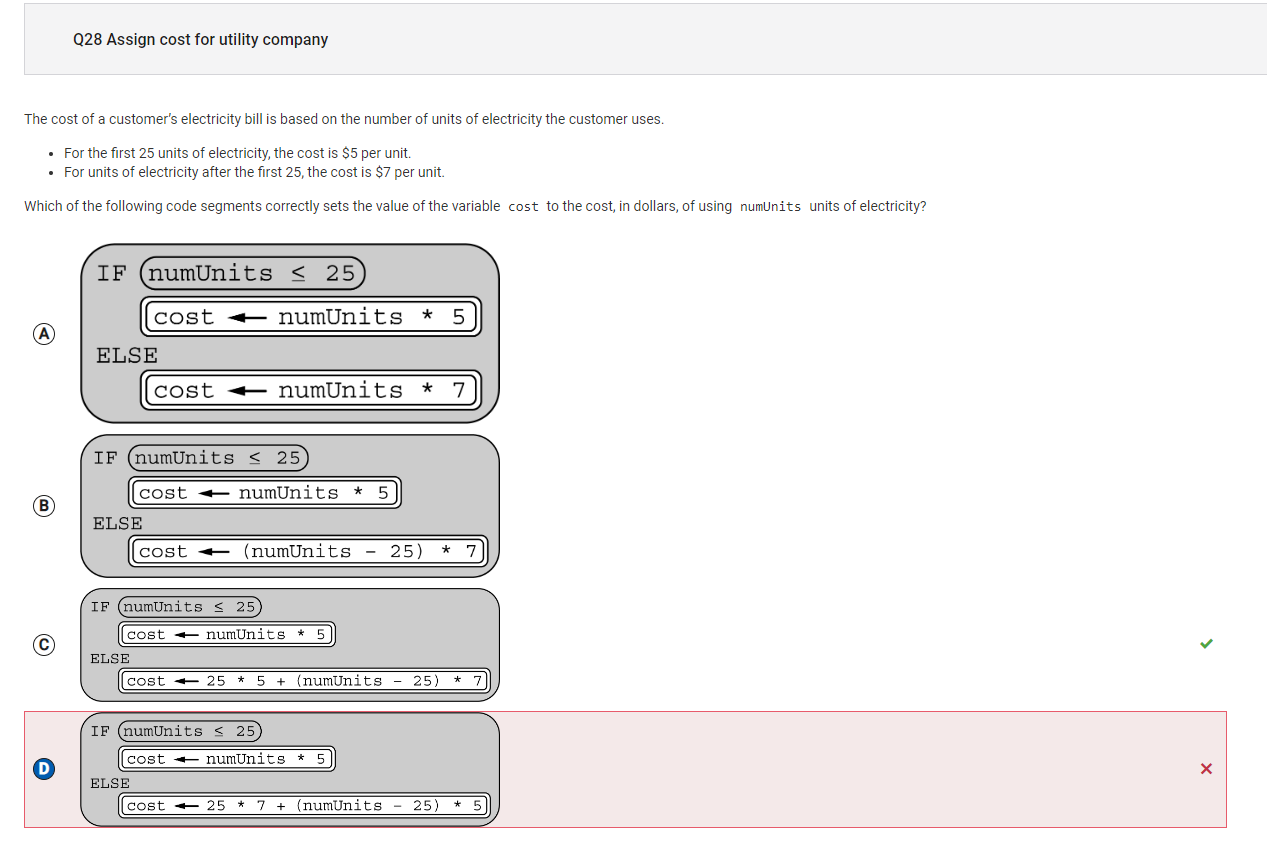 Q28 Assign cost for utility company
The cost of a customer's electricity bill is based on the number of units of electricity the customer uses.
• For the first 25 units of electricity, the cost is $5 per unit.
• For units of electricity after the first 25, the cost is $7 per unit.
Which of the following code segments correctly sets the value of the variable cost to the cost, in dollars, of using numUnits units of electricity?
A
IF numUnits ≤ 25
cost ← numUnits * 5
ELSE
cost ← numUnits * 7
B
IF numUnits ≤ 25
cost ← numUnits * 5
ELSE
cost ← (numUnits - 25) * 7
C
IF numUnits ≤ 25
cost ← numUnits * 5
ELSE
cost ← 25 * 5 + (numUnits - 25) * 7
D
IF numUnits ≤ 25
cost ← numUnits * 5
ELSE
cost ← 25 * 7 + (numUnits - 25) * 5